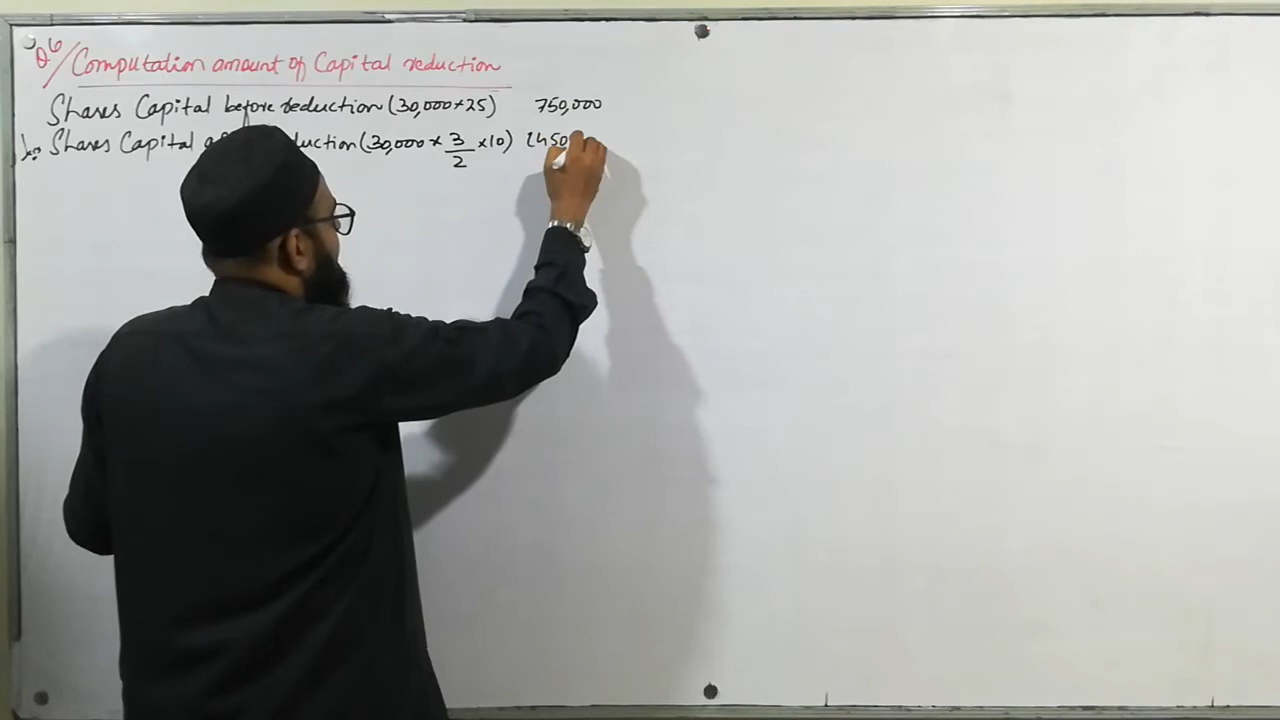 Q6/ Computation amount of Capital reduction
Shares Capital before reduction (30,000×25) 750,000
Less: Shares Capital (30,000 × 3/2 ×10) (450